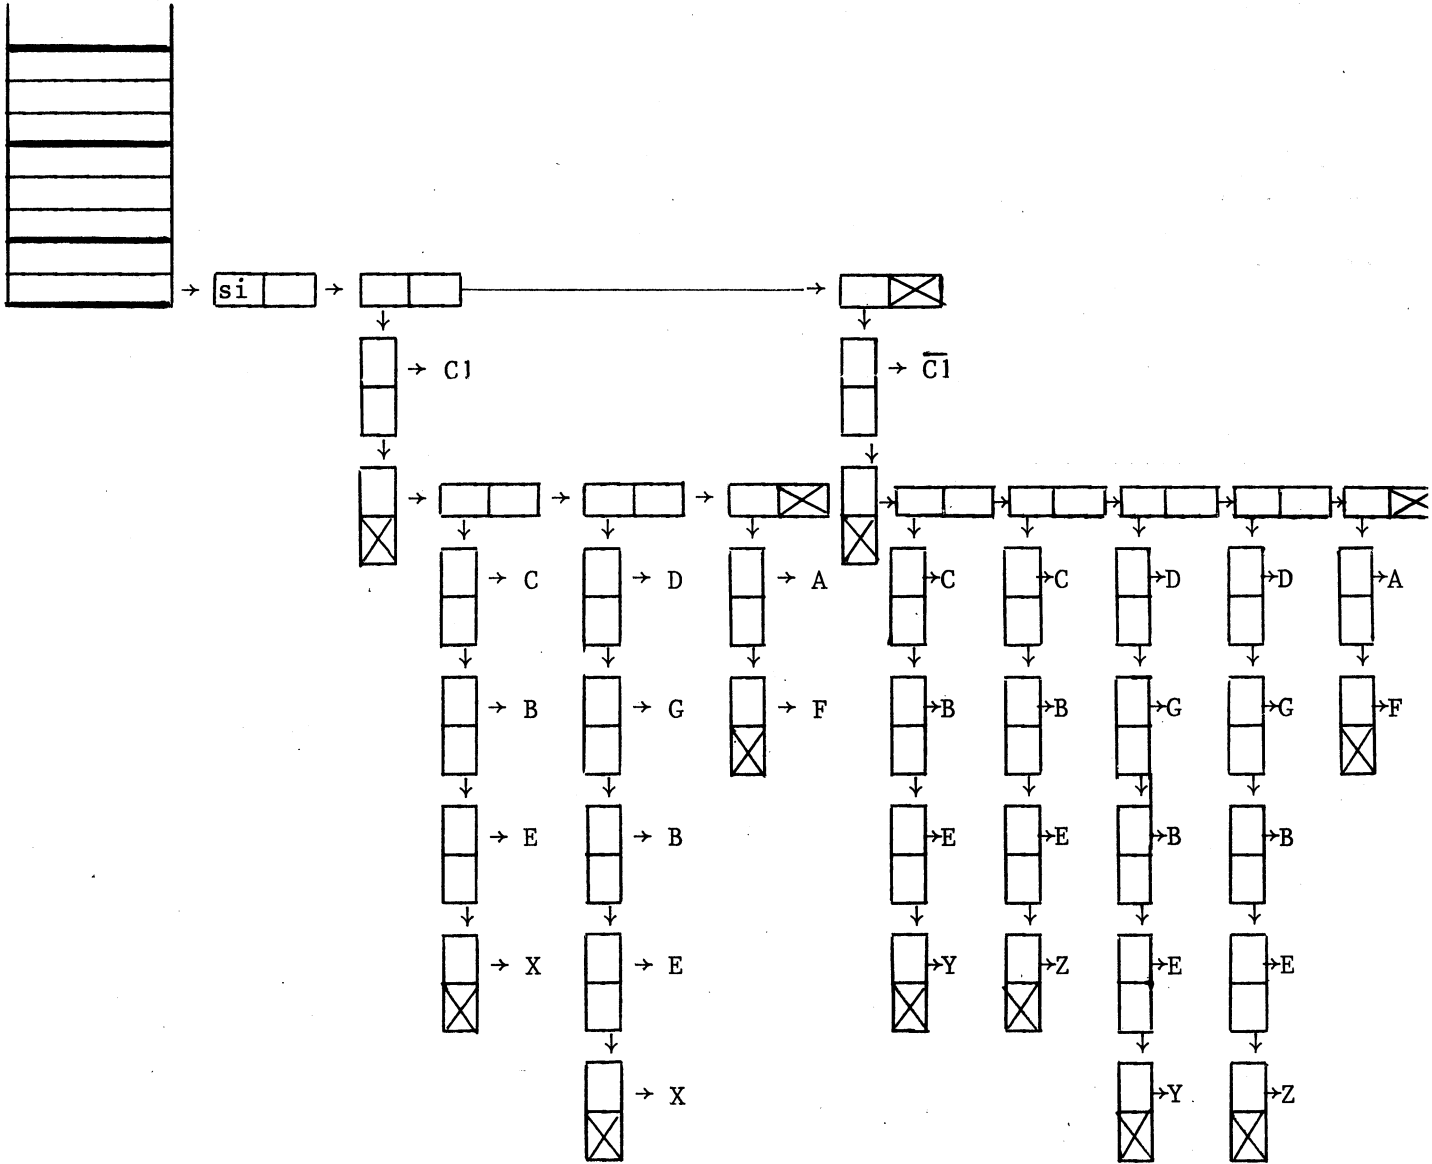 si
C1 C̅1̅
C D A C C D D A
B G F B B G G F
E B E E B B
X E Y Z E E
X Y Z